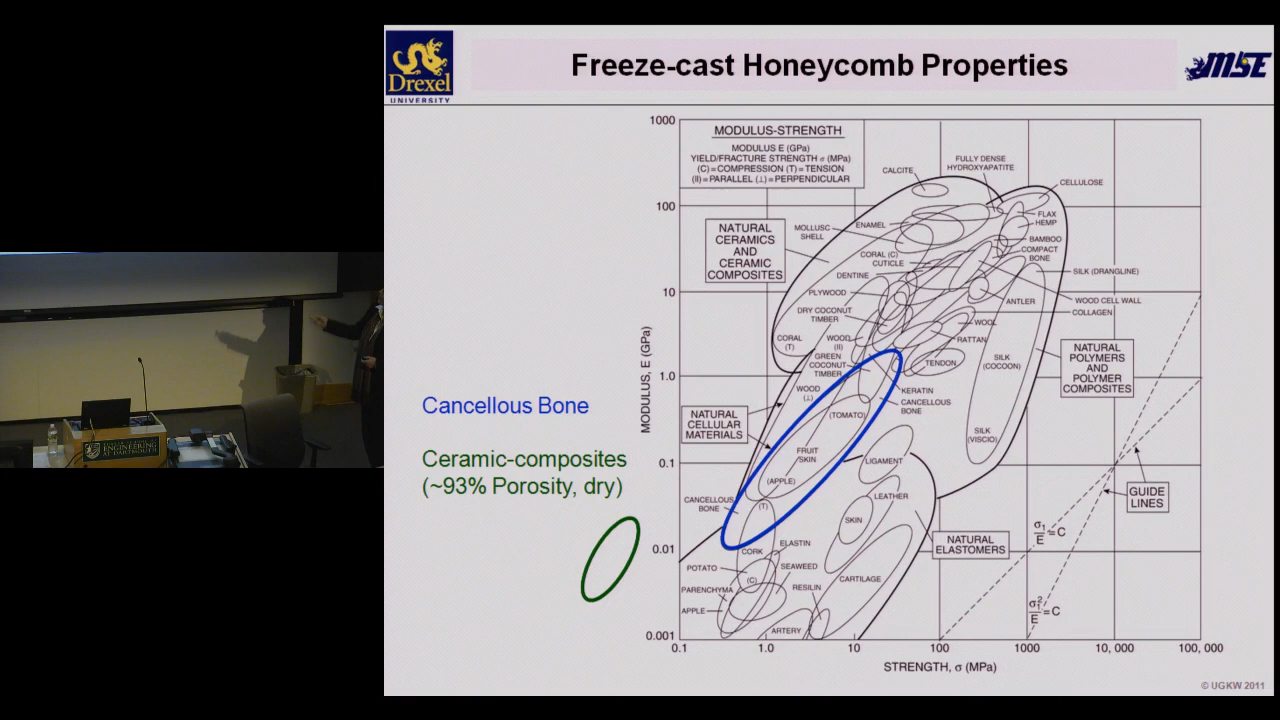 Drexel
UNIVERSITY
Freeze-cast Honeycomb Properties
MSE
Cancellous Bone
Ceramic-composites
(~93% Porosity, dry)
MODULUS-STRENGTH
MODULUS E (GPa)
YIELD/FRACTURE STRENGTH σ (MPa)
(C)=COMPRESSION (T)=TENSION
(II)=PARALLEL (⊥)=PERPENDICULAR
1000
100
10
1.0
0.1
0.01
0.001
MODULUS, E (GPa)
CALCITE
FULLY DENSE
HYDROXYAPATITE
CELLULOSE
NATURAL
CERAMICS
AND
CERAMIC
COMPOSITES
MOLLUSC
SHELL
ENAMEL
FLAX
HEMP
BAMBOO
COMPACT
BONE
CORAL (C)
CUTICLE
DENTINE
SILK (DRANGLINE)
PLYWOOD
ANTLER
WOOD CELL WALL
COLLAGEN
DRY COCONUT
TIMBER
WOOL
RATTAN
CORAL
(T)
WOOD
(II)
GREEN
COCONUT
TIMBER
TENDON
SILK
(COCOON)
NATURAL
POLYMERS
AND
POLYMER
COMPOSITES
WOOD
(⊥)
KERATIN
CANCELLOUS
BONE
(TOMATO)
NATURAL
CELLULAR
MATERIALS
SILK
(VISCIO)
FRUIT
SKIN
LIGAMENT
(APPLE)
LEATHER
GUIDE
LINES
CANCELLOUS
BONE
(T)
SKIN
σ1/E=C
NATURAL
ELASTOMERS
CORK
ELASTIN
POTATO
SEAWEED
(C)
CARTILAGE
PARENCHYMA
RESILIN
APPLE
σ1²/E=C
ARTERY
0.1
1.0
10
100
1000
10, 000
100, 000
STRENGTH, σ (MPa)
© UGKW 2011
ENGINEERING
AT DARTMOUTH